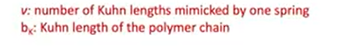 v: number of Kuhn lengths mimicked by one spring
bₖ: Kuhn length of the polymer chain